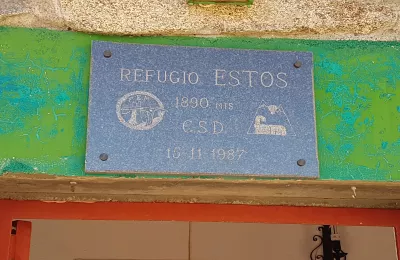 REFUGIO ESTOS
1890 mts
C.S.D.
15-11-1987